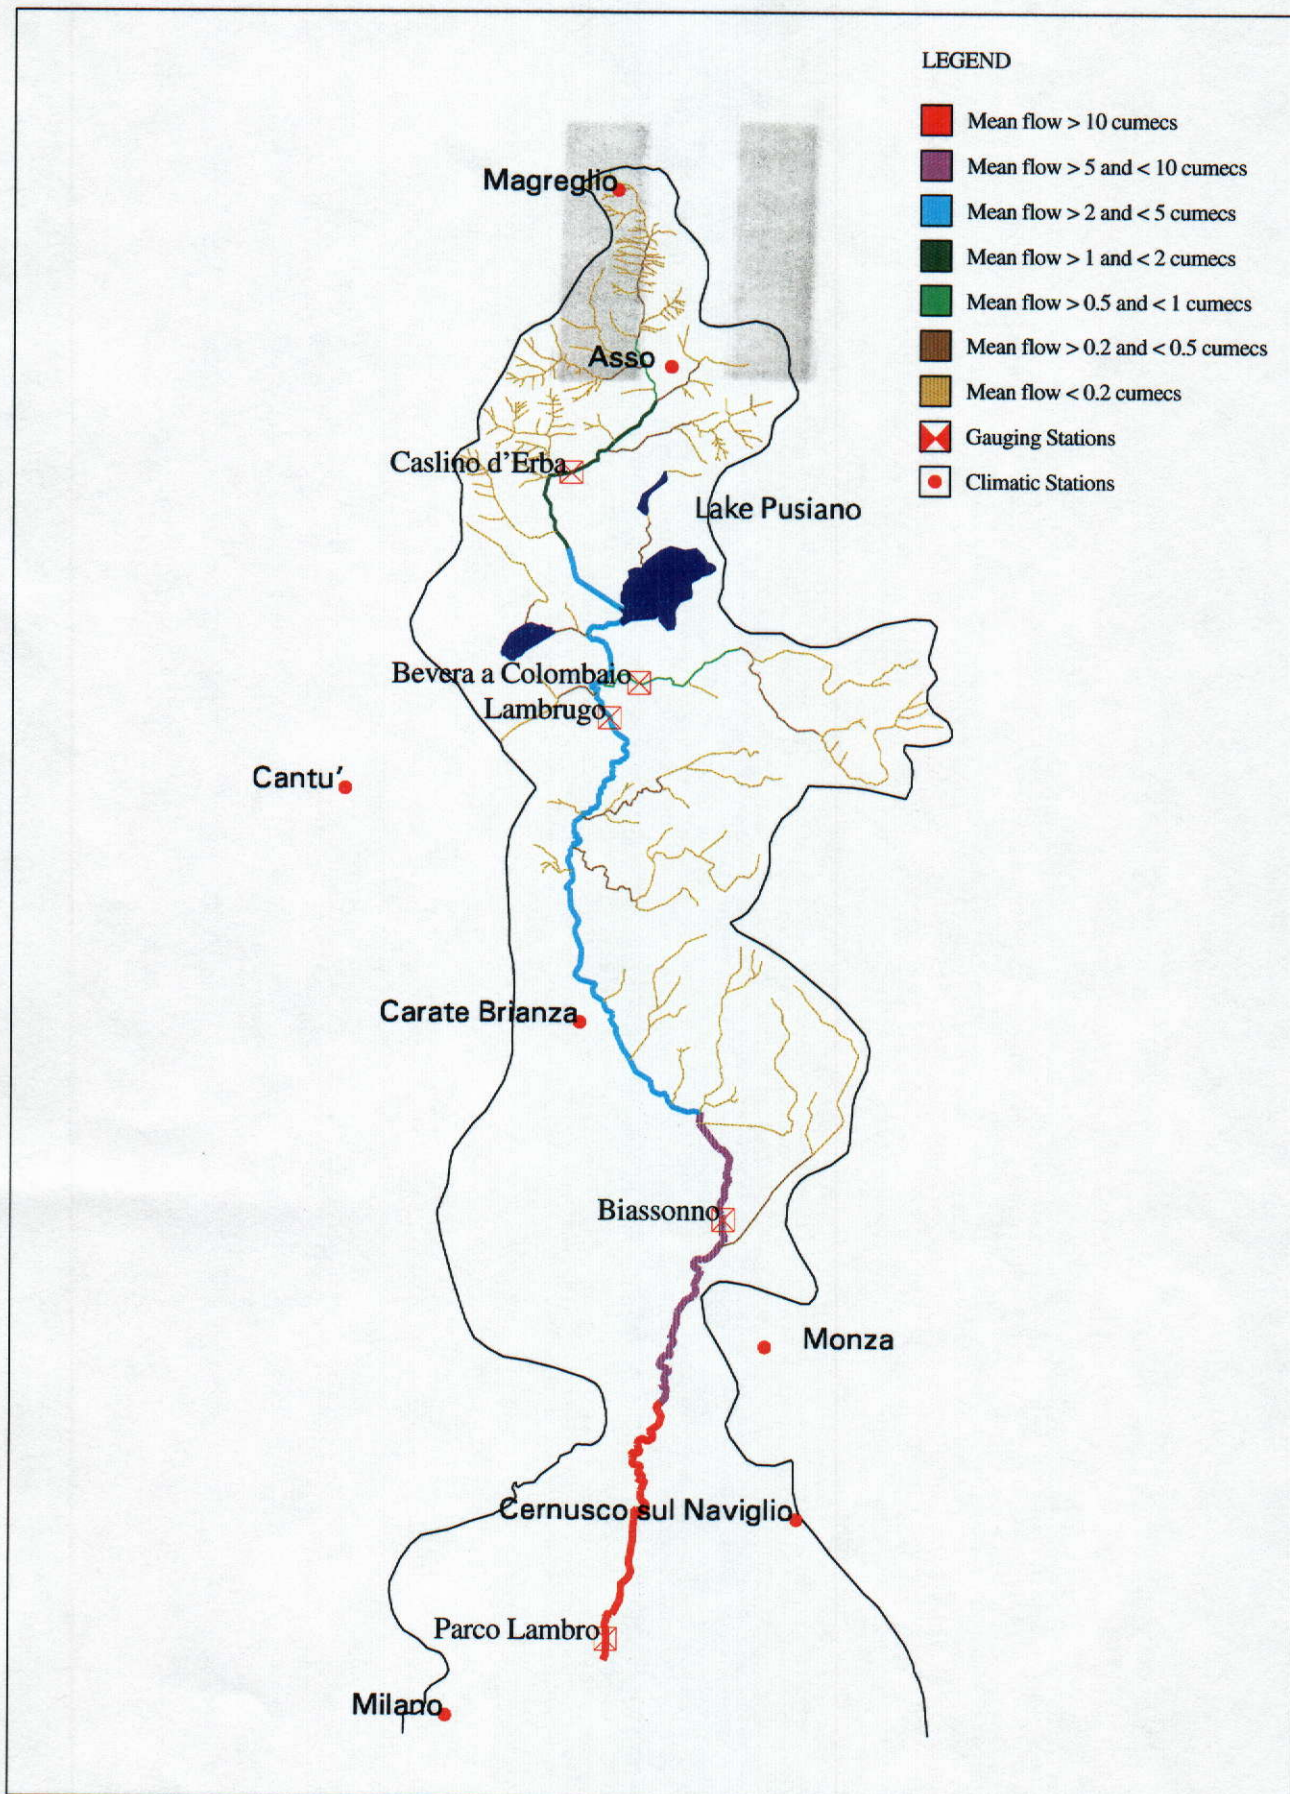 LEGEND
Mean flow > 10 cumecs
Mean flow > 5 and < 10 cumecs
Mean flow > 2 and < 5 cumecs
Mean flow > 1 and < 2 cumecs
Mean flow > 0.5 and < 1 cumecs
Mean flow > 0.2 and < 0.5 cumecs
Mean flow < 0.2 cumecs
Gauging Stations
Climatic Stations
Magreglio
Asso
Caslino d'Erba
Lake Pusiano
Bevera a Colombaio
Lambrugo
Cantu'
Carate Brianza
Biassonno
Monza
Cernusco sul Naviglio
Parco Lambro
Milano